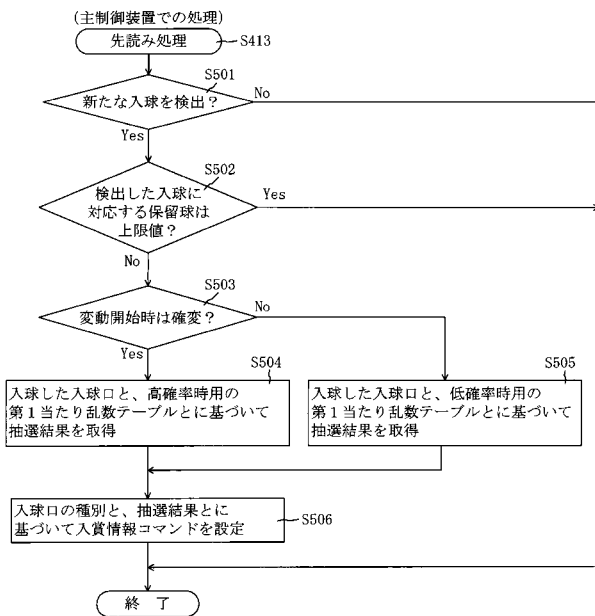 (主制御装置での処理)
先読み処理
S413
S501
新たな入球を検出？
No
Yes
S502
検出した入球に
対応する保留球は
上限値？
Yes
No
S503
変動開始時は確変？
No
Yes
S504
入球した入球口と、高確率時用の
第1当たり乱数テーブルとに基づいて
抽選結果を取得
S505
入球した入球口と、低確率時用の
第1当たり乱数テーブルとに基づいて
抽選結果を取得
入球口の種別と、抽選結果とに
基づいて入賞情報コマンドを設定
S506
終 了